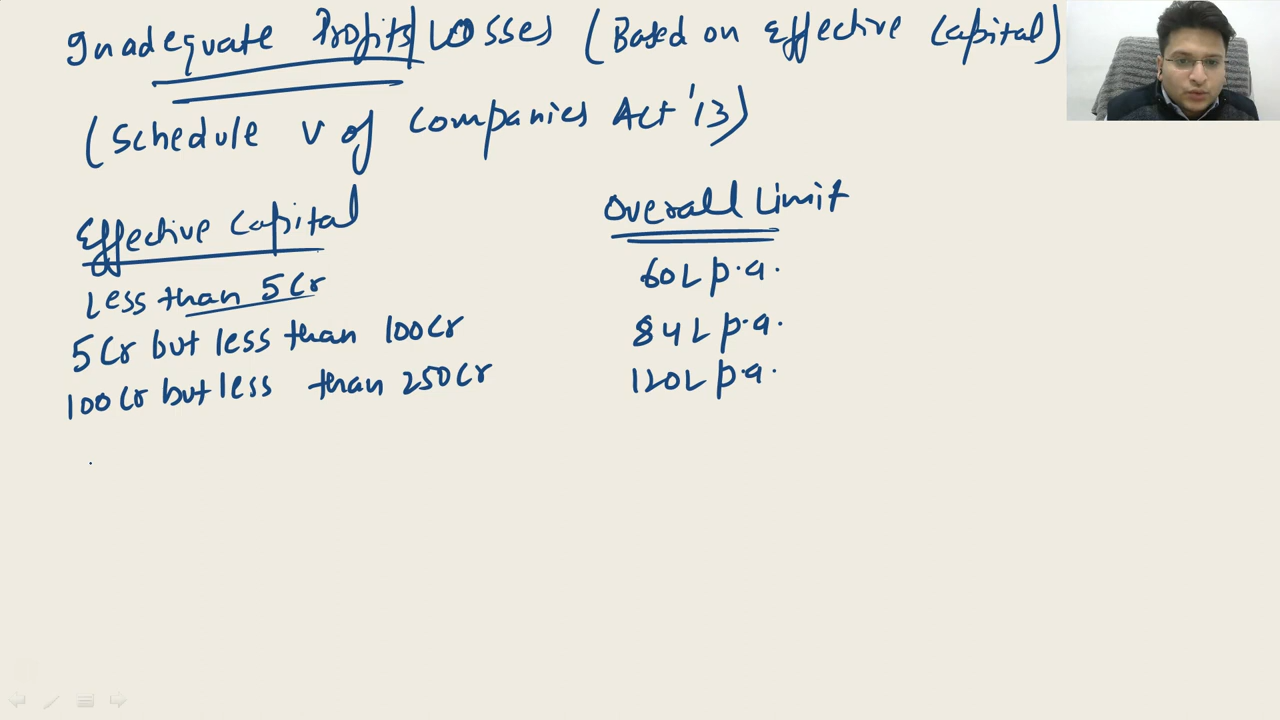 Inadequate Profits/Losses (Based on Effective Capital)
(Schedule V of Companies Act '13)
Effective Capital Overall Limit
Less than 5Cr 60L p.a.
5Cr but less than 100Cr 84L p.a.
100Cr but less than 250Cr 120L p.a.